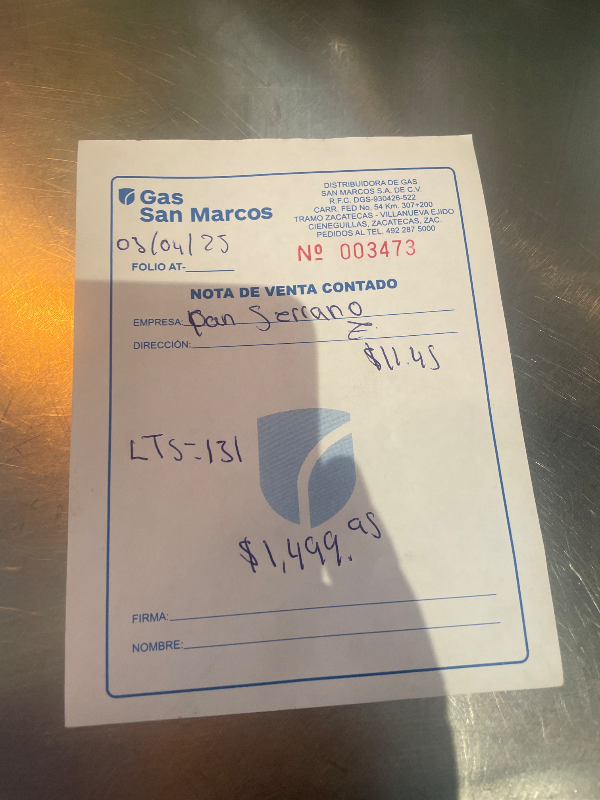 Gas
San Marcos
DISTRIBUIDORA DE GAS
SAN MARCOS S.A. DE C.V.
R.F.C. DGS-930426-522
CARR. FED No. 54 Km. 307+200
TRAMO ZACATECAS - VILLANUEVA EJIDO
CIENEGUILLAS, ZACATECAS, ZAC.
PEDIDOS AL TEL. 492 287 5000
03/04/25
Nº 003473
FOLIO AT-
NOTA DE VENTA CONTADO
EMPRESA: Pan Serrano
DIRECCIÓN:
$11.45
LTS=131
$1,499.95
FIRMA:
NOMBRE: